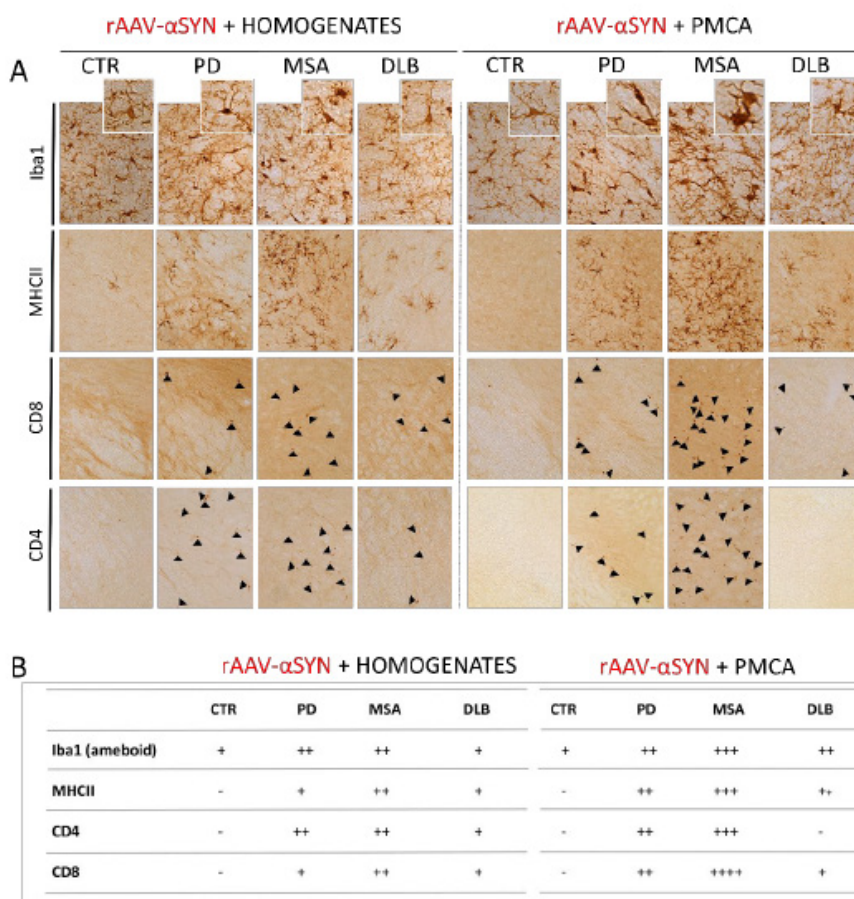 rAAV-αSYN + HOMOGENATES rAAV-αSYN + PMCA
A CTR PD MSA DLB CTR PD MSA DLB
Iba1
MHCII
CD8
CD4
B rAAV-αSYN + HOMOGENATES rAAV-αSYN + PMCA
CTR PD MSA DLB CTR PD MSA DLB
Iba1 (ameboid) + ++ ++ + + ++ +++ ++
MHCII - + ++ + - ++ +++ ++
CD4 - ++ ++ + - ++ +++ -
CD8 - + ++ + - ++ ++++ +